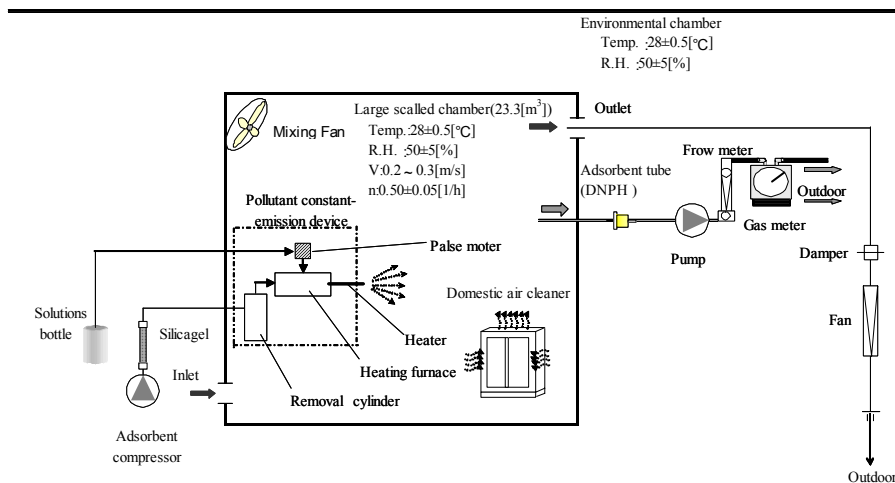 Environmental chamber
Temp. :28±0.5[℃]
R.H. :50±5[%]
Large scalled chamber(23.3[m³])
Temp.:28±0.5[℃]
R.H. :50±5[%]
V:0.2～0.3[m/s]
n:0.50±0.05[1/h]
Mixing Fan
Outlet
Frow meter
Adsorbent tube
(DNPH )
Outdoor
Gas meter
Pump
Damper
Fan
Outdoor
Pollutant constant-
emission device
Palse moter
Domestic air cleaner
Solutions
bottle
Silicagel
Heater
Heating furnace
Inlet
Removal cylinder
Adsorbent
compressor